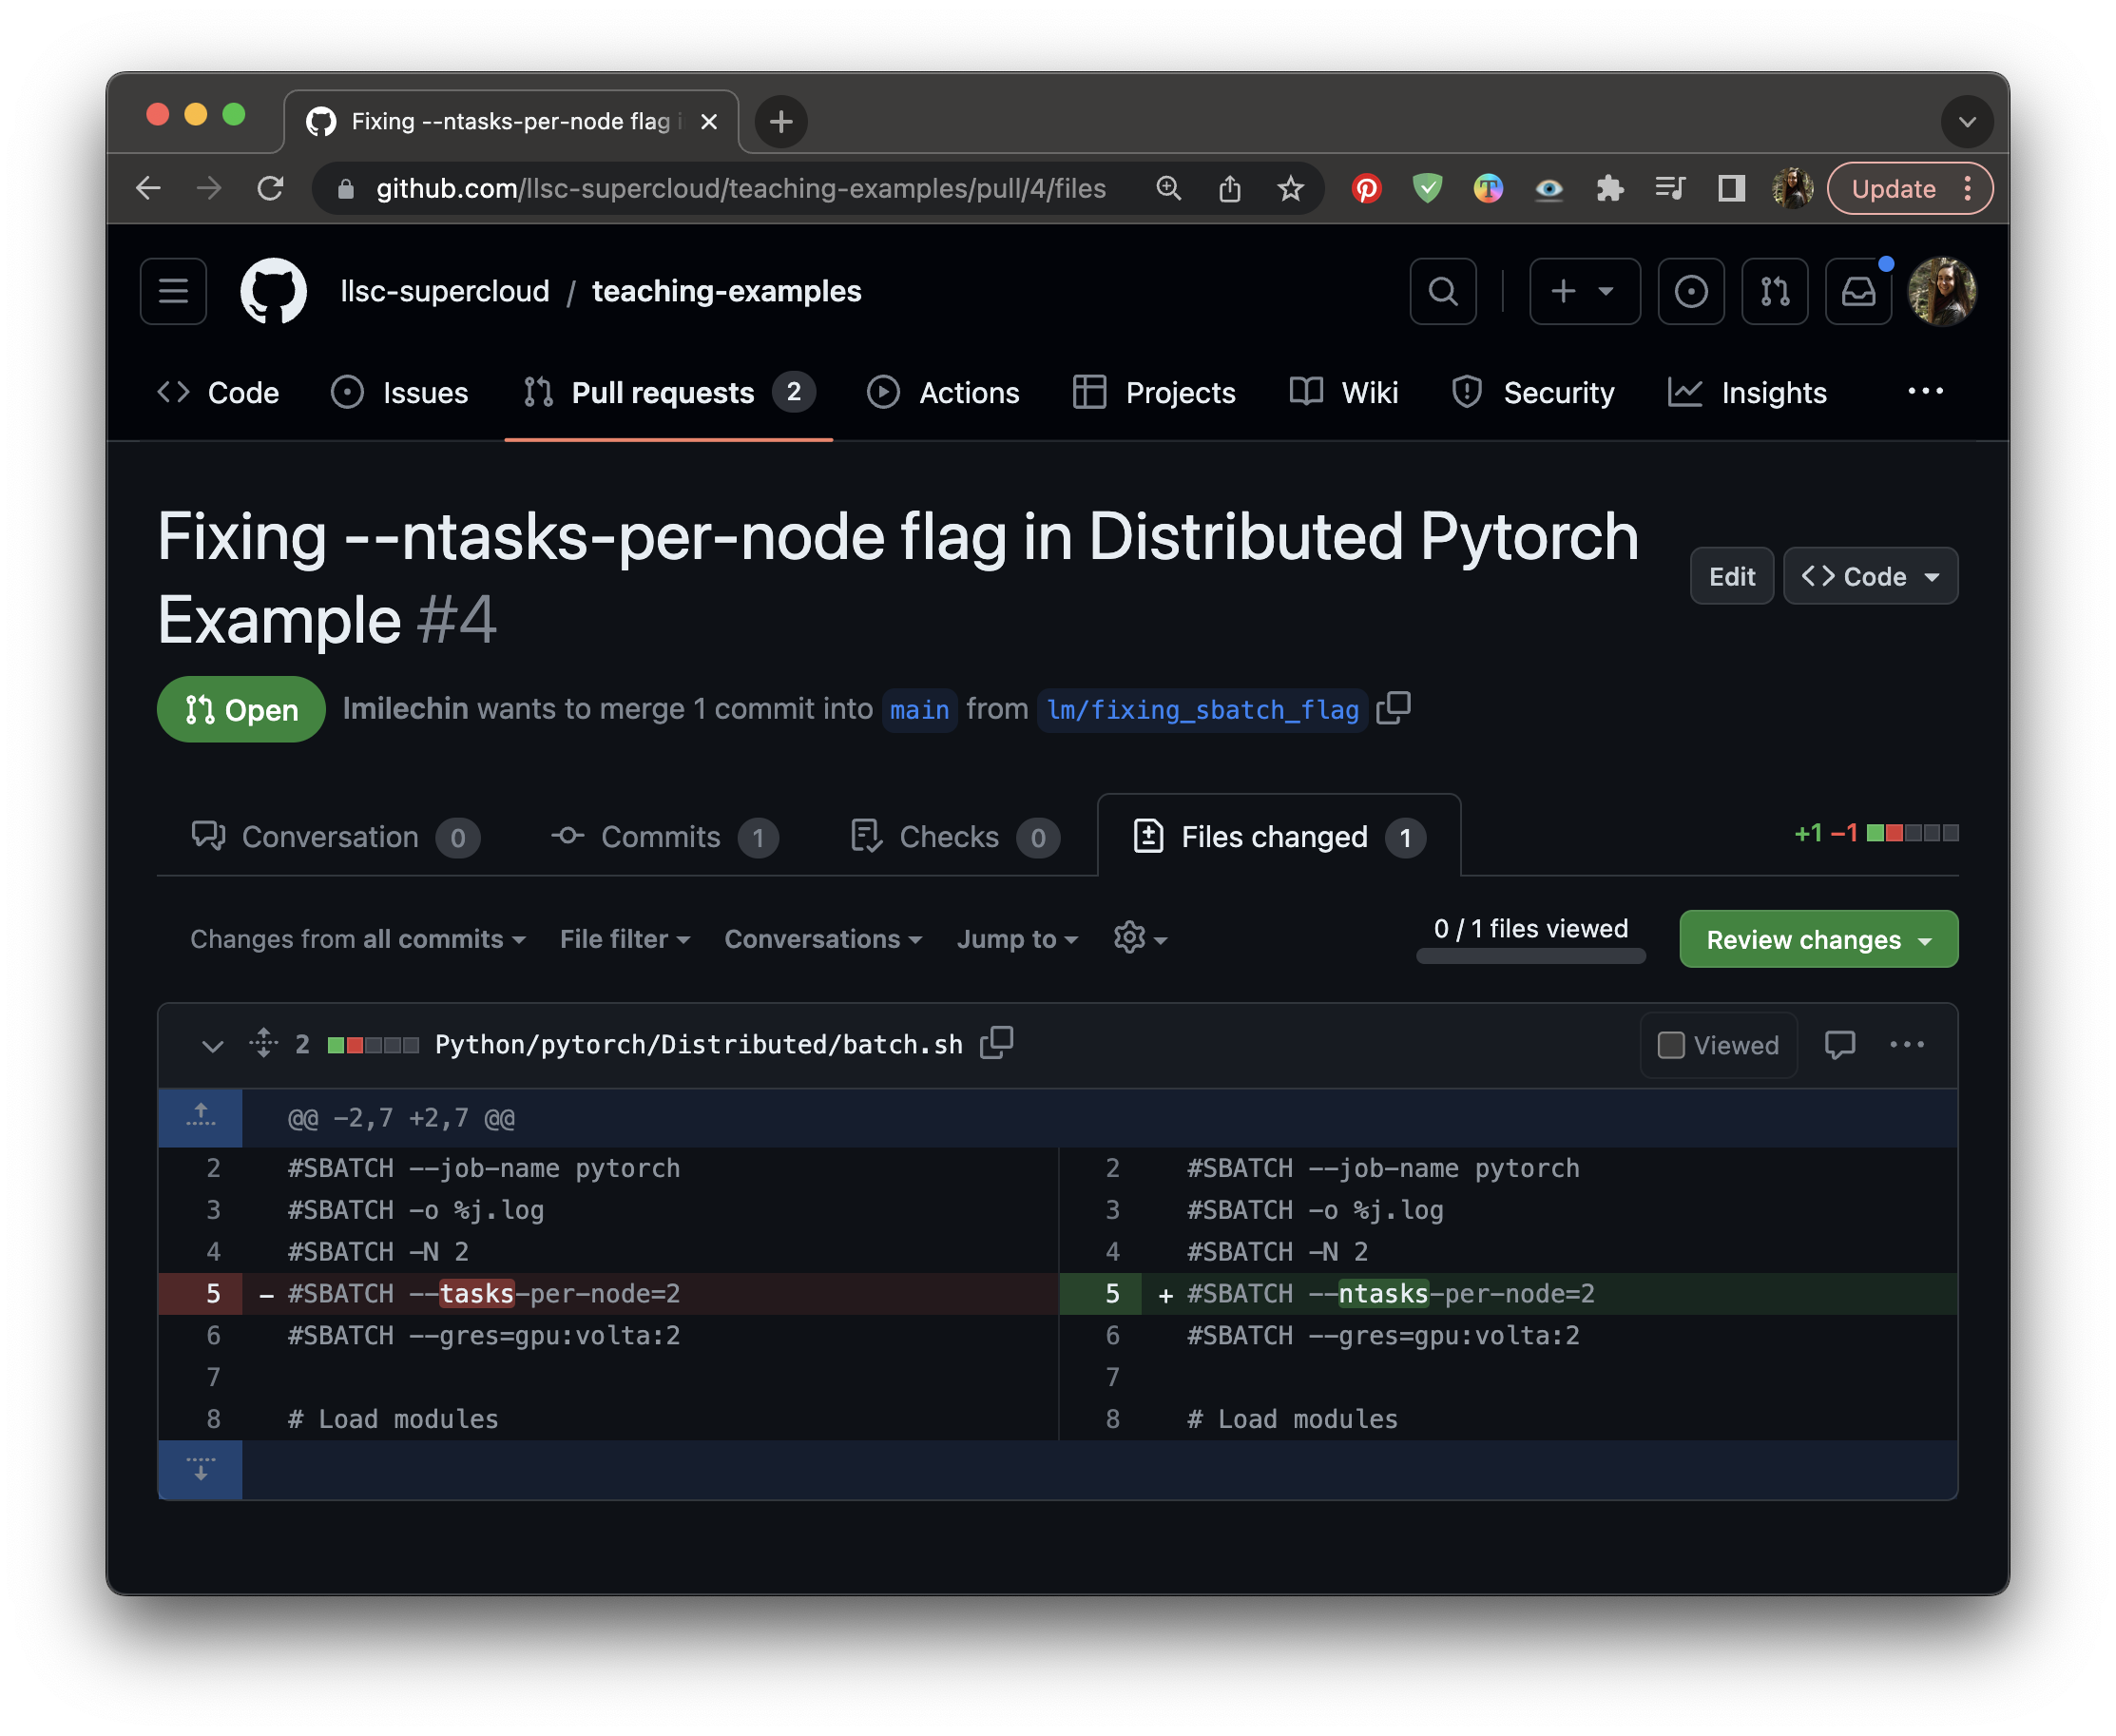 Fixing --ntasks-per-node flag i
github.com/llsc-supercloud/teaching-examples/pull/4/files
Update
llsc-supercloud / teaching-examples
Code Issues Pull requests 2 Actions Projects Wiki Security Insights
Fixing --ntasks-per-node flag in Distributed Pytorch
Example #4
Edit
Code
Open
lmilechin wants to merge 1 commit into main from lm/fixing_sbatch_flag
Conversation 0 Commits 1 Checks 0 Files changed 1
+1 −1
Changes from all commits File filter Conversations Jump to
0 / 1 files viewed
Review changes
2 Python/pytorch/Distributed/batch.sh
Viewed
@@ -2,7 +2,7 @@
2 #SBATCH --job-name pytorch 2 #SBATCH --job-name pytorch
3 #SBATCH -o %j.log 3 #SBATCH -o %j.log
4 #SBATCH -N 2 4 #SBATCH -N 2
5 - #SBATCH --tasks-per-node=2 5 + #SBATCH --ntasks-per-node=2
6 #SBATCH --gres=gpu:volta:2 6 #SBATCH --gres=gpu:volta:2
7 7
8 # Load modules 8 # Load modules